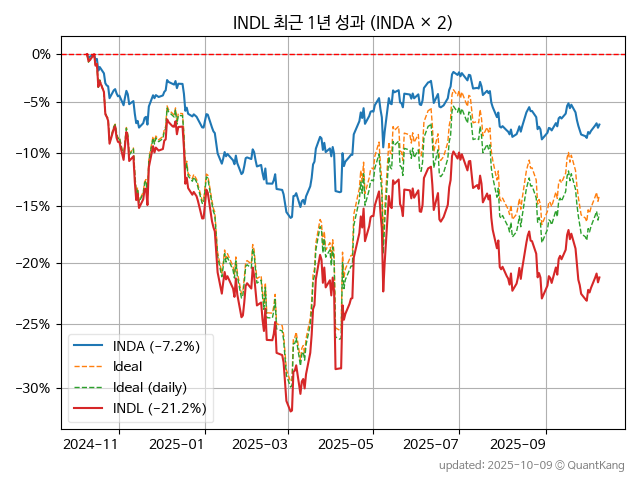 INDL 최근 1년 성과 (INDA × 2)
0%
−5%
−10%
−15%
−20%
−25%
−30%
INDA (−7.2%)
Ideal
Ideal (daily)
INDL (−21.2%)
2024-11 2025-01 2025-03 2025-05 2025-07 2025-09
updated: 2025-10-09 © QuantKang